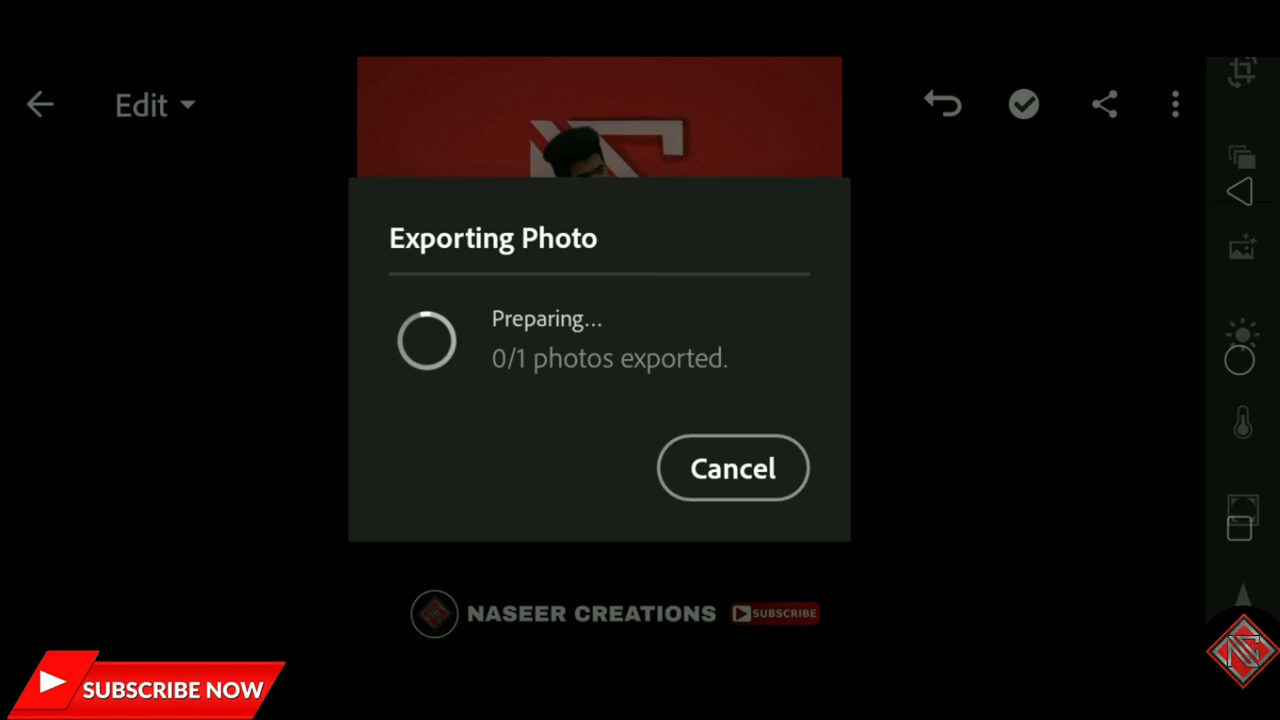 Edit
Exporting Photo
Preparing...
0/1 photos exported.
Cancel
NASEER CREATIONS
SUBSCRIBE
SUBSCRIBE NOW